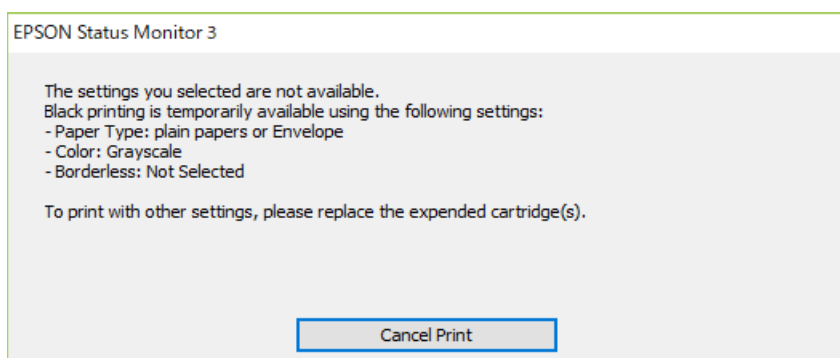 EPSON Status Monitor 3
The settings you selected are not available.
Black printing is temporarily available using the following settings:
- Paper Type: plain papers or Envelope
- Color: Grayscale
- Borderless: Not Selected
To print with other settings, please replace the expended cartridge(s).
Cancel Print